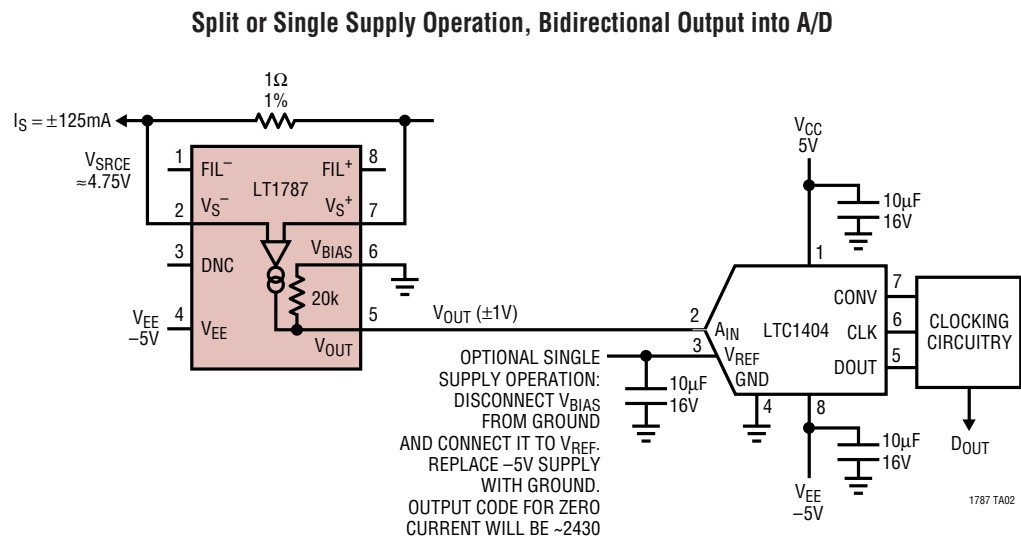 Split or Single Supply Operation, Bidirectional Output into A/D
1Ω
1%
IS = ±125mA
VSRCE
≈4.75V
1
FIL–
FIL+
8
LT1787
2
VS–
VS+
7
3
DNC
VBIAS
6
20k
4
VEE
–5V
VEE
5
VOUT
VOUT (±1V)
VCC
5V
10µF
16V
1
2
AIN
LTC1404
3
VREF
GND
4
8
CONV
7
CLK
6
DOUT
5
CLOCKING
CIRCUITRY
DOUT
10µF
16V
10µF
16V
VEE
–5V
OPTIONAL SINGLE
SUPPLY OPERATION:
DISCONNECT VBIAS
FROM GROUND
AND CONNECT IT TO VREF.
REPLACE –5V SUPPLY
WITH GROUND.
OUTPUT CODE FOR ZERO
CURRENT WILL BE ~2430
1787 TA02